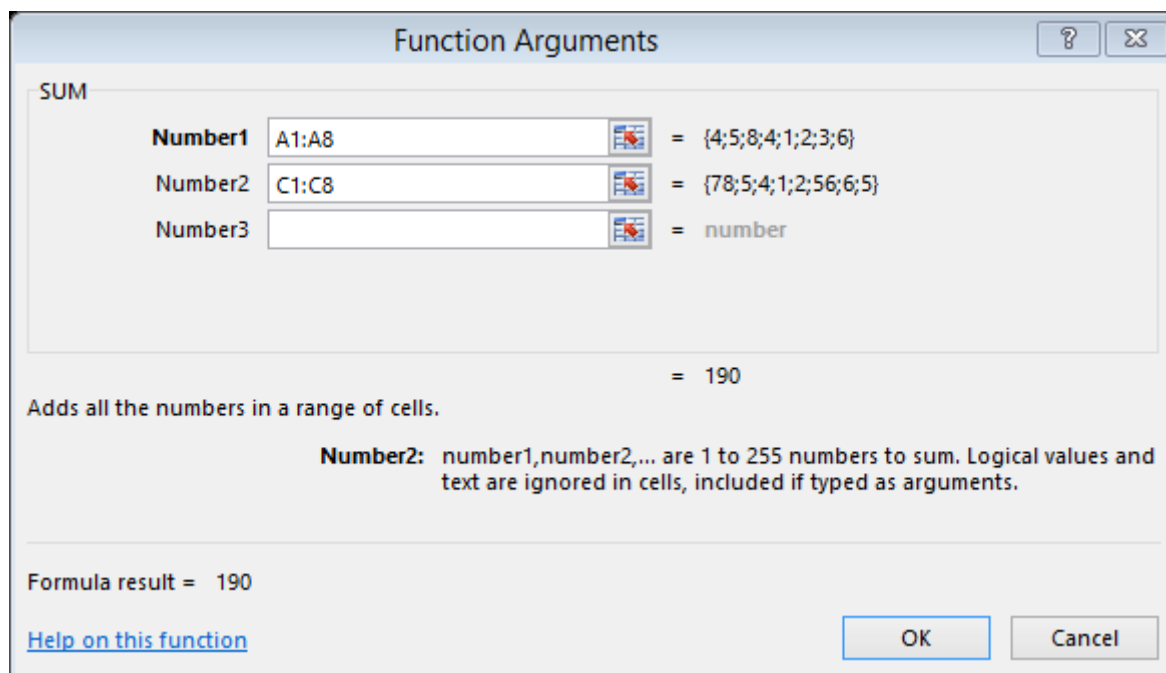 Function Arguments
SUM
Number1 A1:A8 = {4;5;8;4;1;2;3;6}
Number2 C1:C8 = {78;5;4;1;2;56;6;5}
Number3 = number
= 190
Adds all the numbers in a range of cells.
Number2: number1,number2,... are 1 to 255 numbers to sum. Logical values and
text are ignored in cells, included if typed as arguments.
Formula result = 190
Help on this function OK Cancel